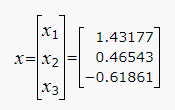 x = [x₁ x₂ x₃] = [1.43177 0.46543 −0.61861]